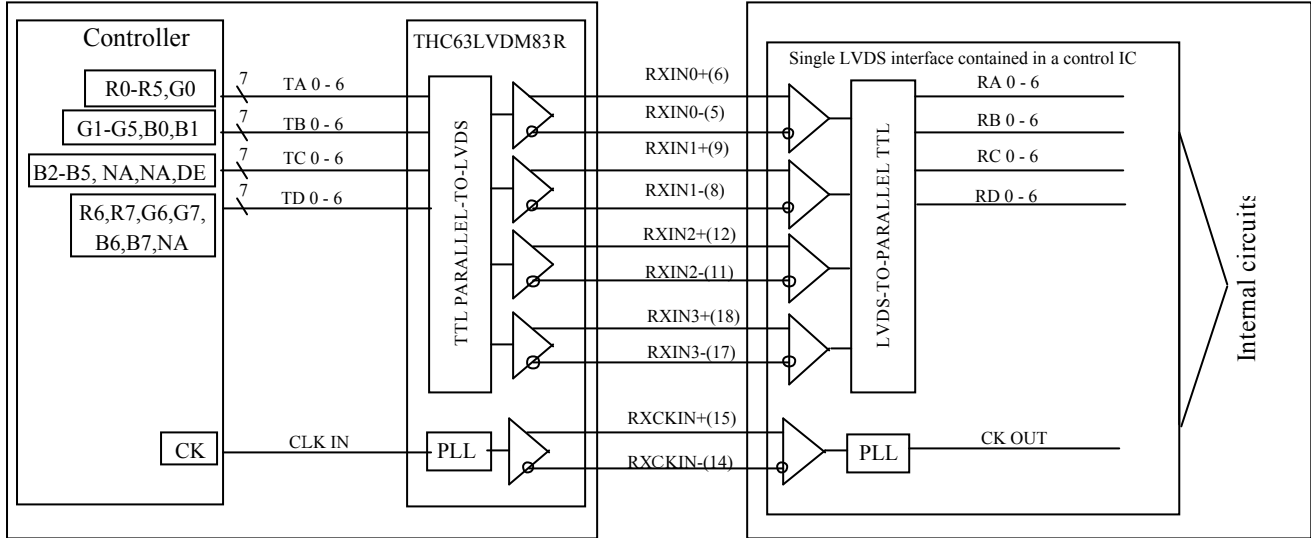 Controller
R0-R5,G0
G1-G5,B0,B1
B2-B5, NA,NA,DE
R6,R7,G6,G7,
B6,B7,NA
CK
7
TA 0 - 6
7
TB 0 - 6
7
TC 0 - 6
7
TD 0 - 6
CLK IN
THC63LVDM83R
TTL PARALLEL-TO-LVDS
PLL
RXIN0+(6)
RXIN0-(5)
RXIN1+(9)
RXIN1-(8)
RXIN2+(12)
RXIN2-(11)
RXIN3+(18)
RXIN3-(17)
RXCKIN+(15)
RXCKIN-(14)
Single LVDS interface contained in a control IC
LVDS-TO-PARALLEL TTL
PLL
RA 0 - 6
RB 0 - 6
RC 0 - 6
RD 0 - 6
CK OUT
Internal circuits